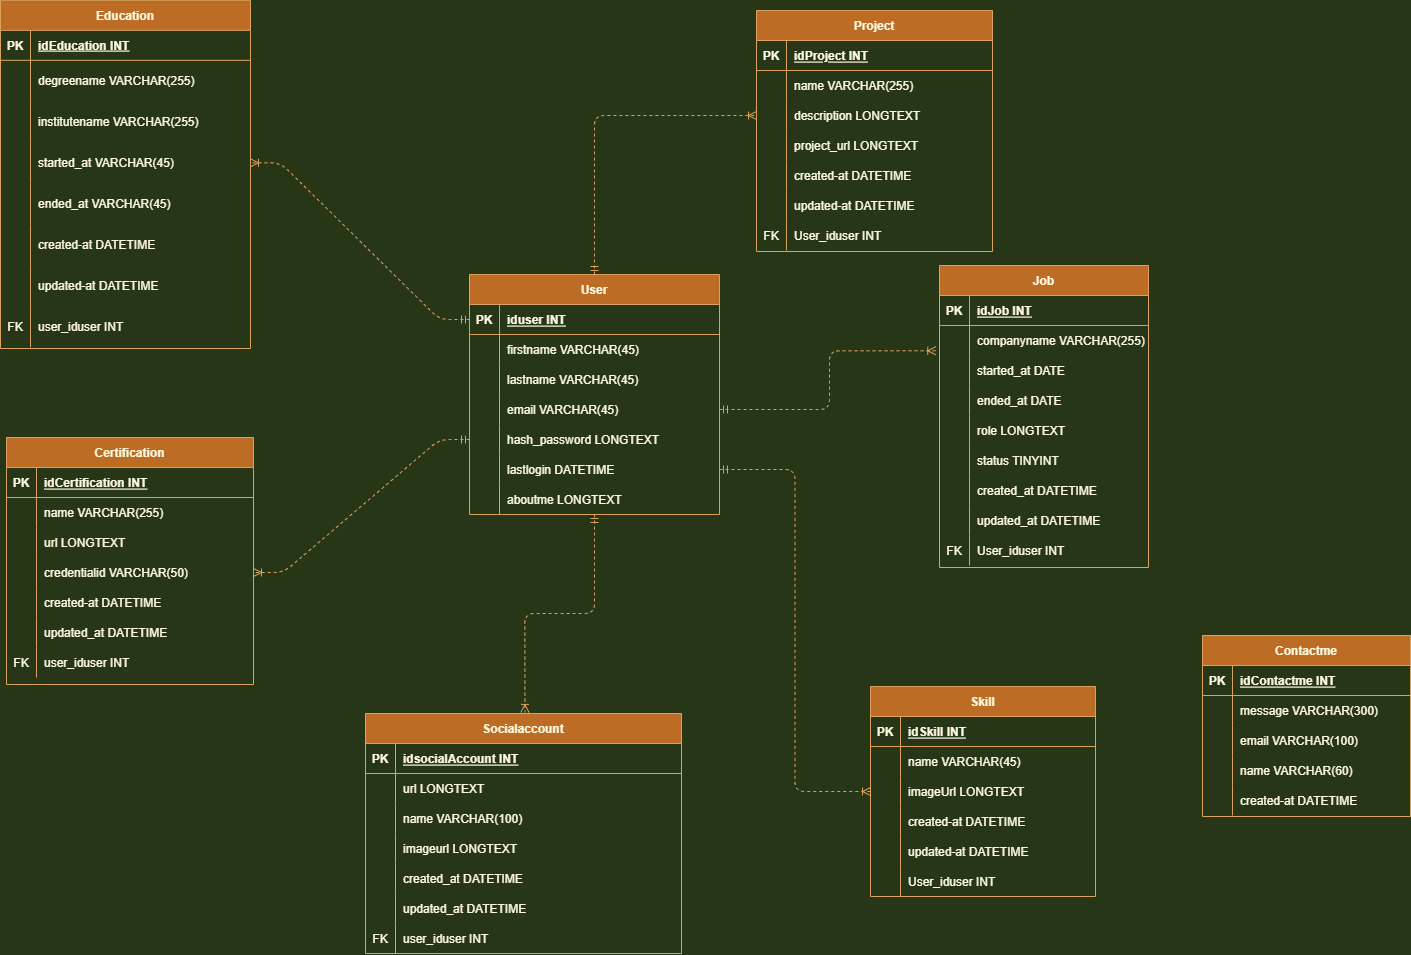 Education
PK idEducation INT
degreename VARCHAR(255)
institutename VARCHAR(255)
started_at VARCHAR(45)
ended_at VARCHAR(45)
created-at DATETIME
updated-at DATETIME
FK user_iduser INT
Project
PK idProject INT
name VARCHAR(255)
description LONGTEXT
project_url LONGTEXT
created-at DATETIME
updated-at DATETIME
FK User_iduser INT
User
PK iduser INT
firstname VARCHAR(45)
lastname VARCHAR(45)
email VARCHAR(45)
hash_password LONGTEXT
lastlogin DATETIME
aboutme LONGTEXT
Job
PK idJob INT
companyname VARCHAR(255)
started_at DATE
ended_at DATE
role LONGTEXT
status TINYINT
created_at DATETIME
updated_at DATETIME
FK User_iduser INT
Certification
PK idCertification INT
name VARCHAR(255)
url LONGTEXT
credentialid VARCHAR(50)
created-at DATETIME
updated_at DATETIME
FK user_iduser INT
Socialaccount
PK idsocialAccount INT
url LONGTEXT
name VARCHAR(100)
imageurl LONGTEXT
created_at DATETIME
updated_at DATETIME
FK user_iduser INT
Skill
PK idSkill INT
name VARCHAR(45)
imageUrl LONGTEXT
created-at DATETIME
updated-at DATETIME
User_iduser INT
Contactme
PK idContactme INT
message VARCHAR(300)
email VARCHAR(100)
name VARCHAR(60)
created-at DATETIME